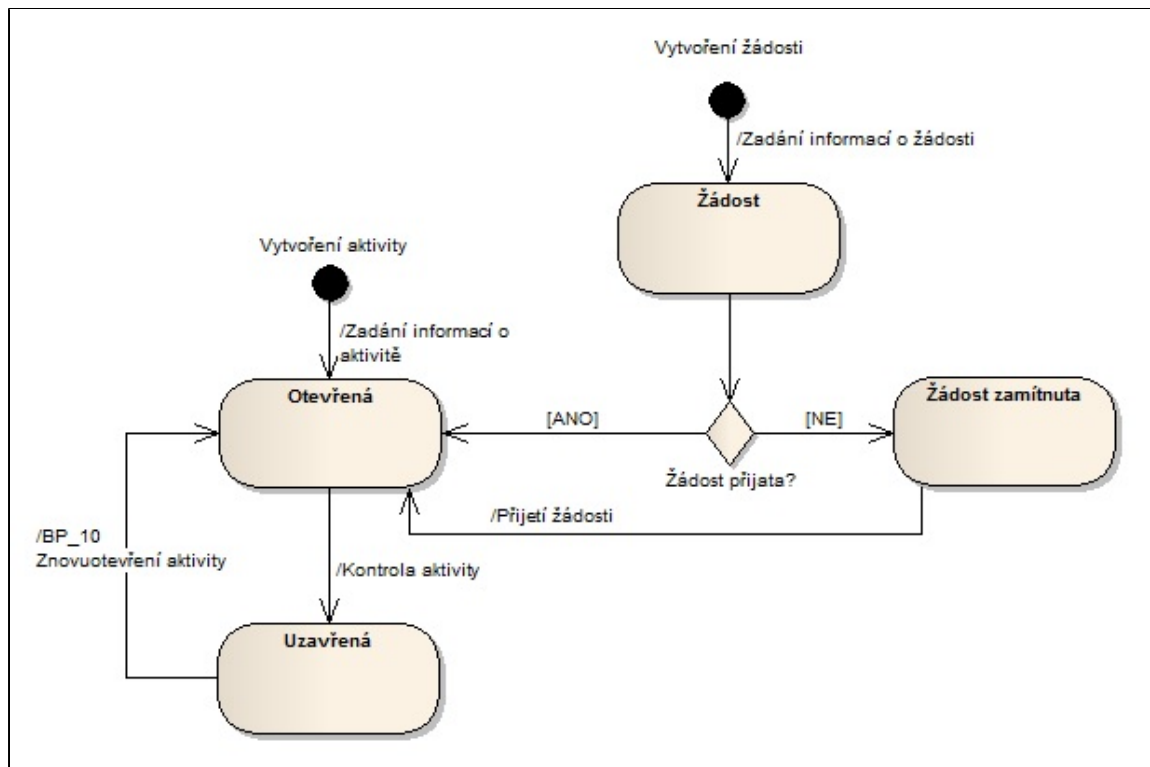 Vytvoření žádosti
/Zadání informací o žádosti
Žádost
Vytvoření aktivity
/Zadání informací o
aktivitě
Otevřená
[ANO]
[NE]
Žádost zamítnuta
Žádost přijata?
/Přijetí žádosti
/BP_10
Znovuotevření aktivity
/Kontrola aktivity
Uzavřená